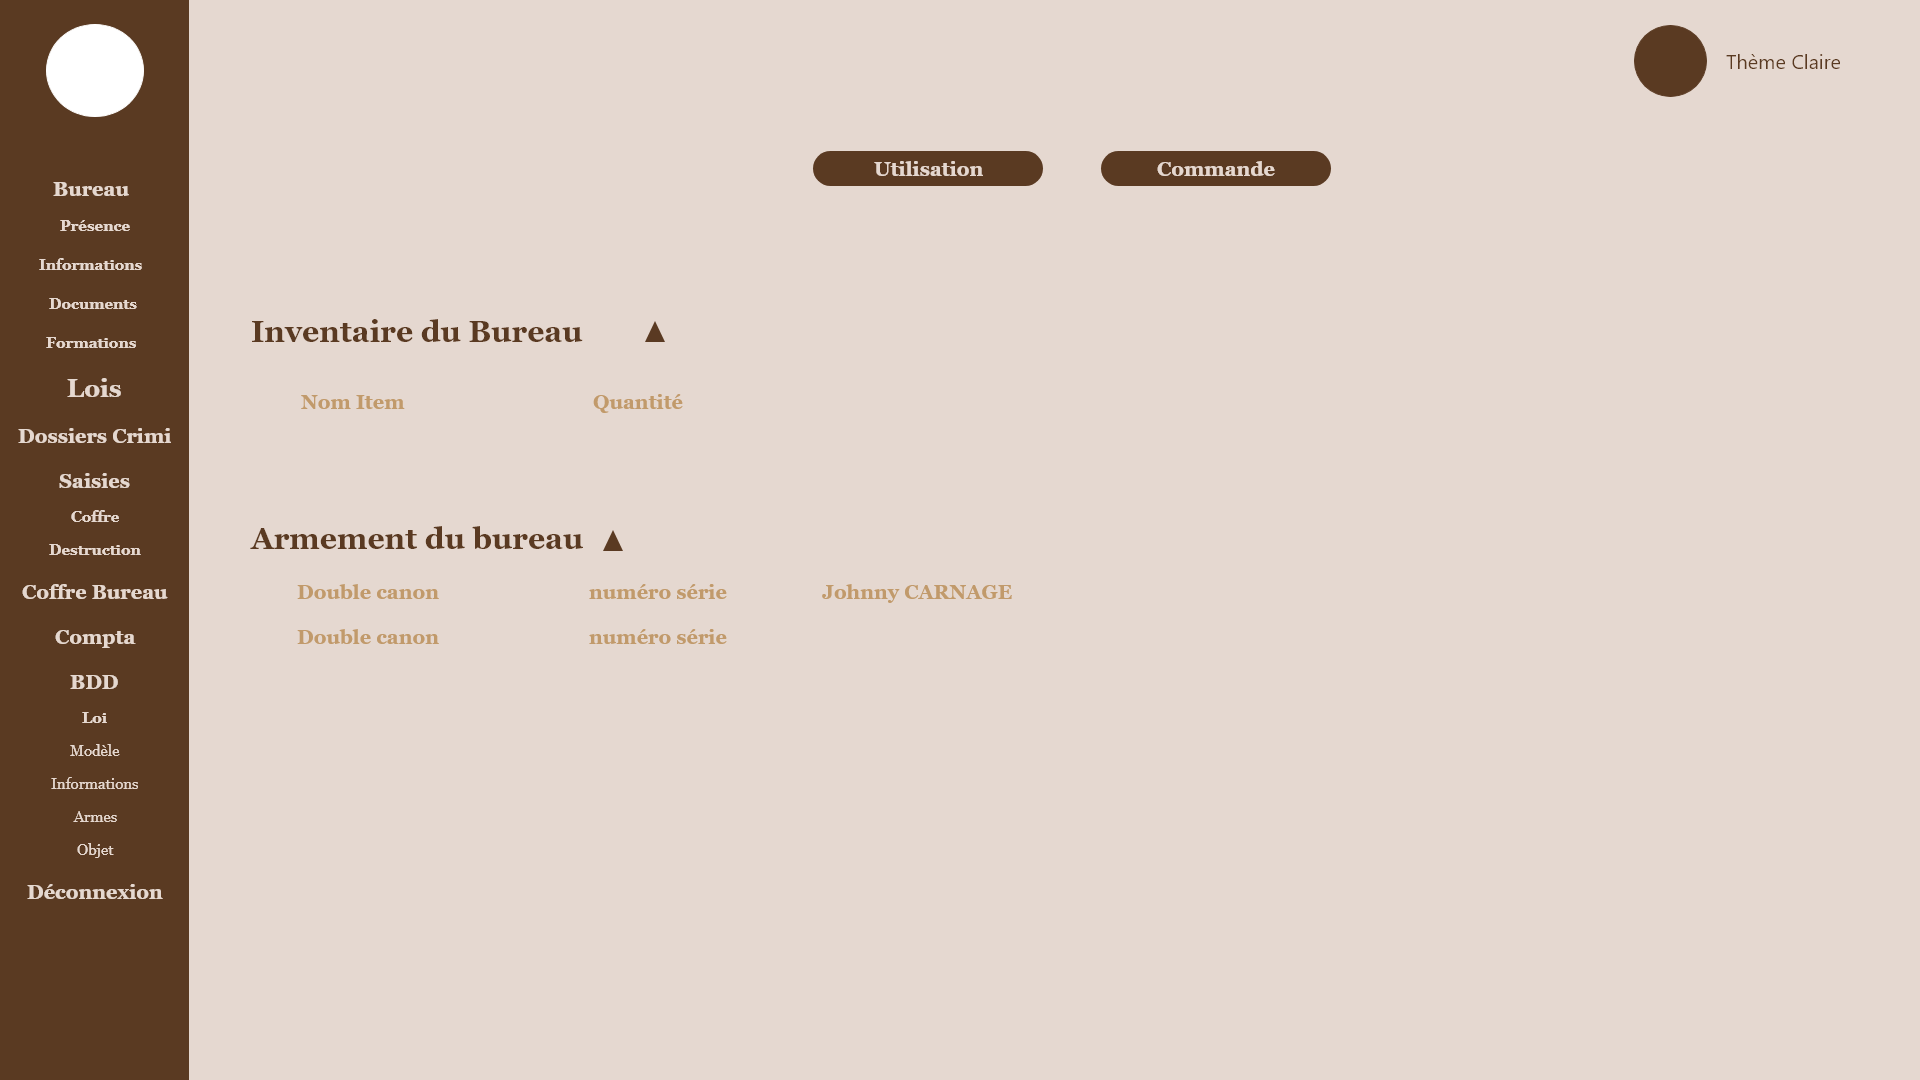 Bureau
Présence
Informations
Documents
Formations
Lois
Dossiers Crimi
Saisies
Coffre
Destruction
Coffre Bureau
Compta
BDD
Loi
Modèle
Informations
Armes
Objet
Déconnexion
Thème Claire
Utilisation Commande
Inventaire du Bureau ▲
Nom Item Quantité
Armement du bureau ▲
Double canon numéro série Johnny CARNAGE
Double canon numéro série